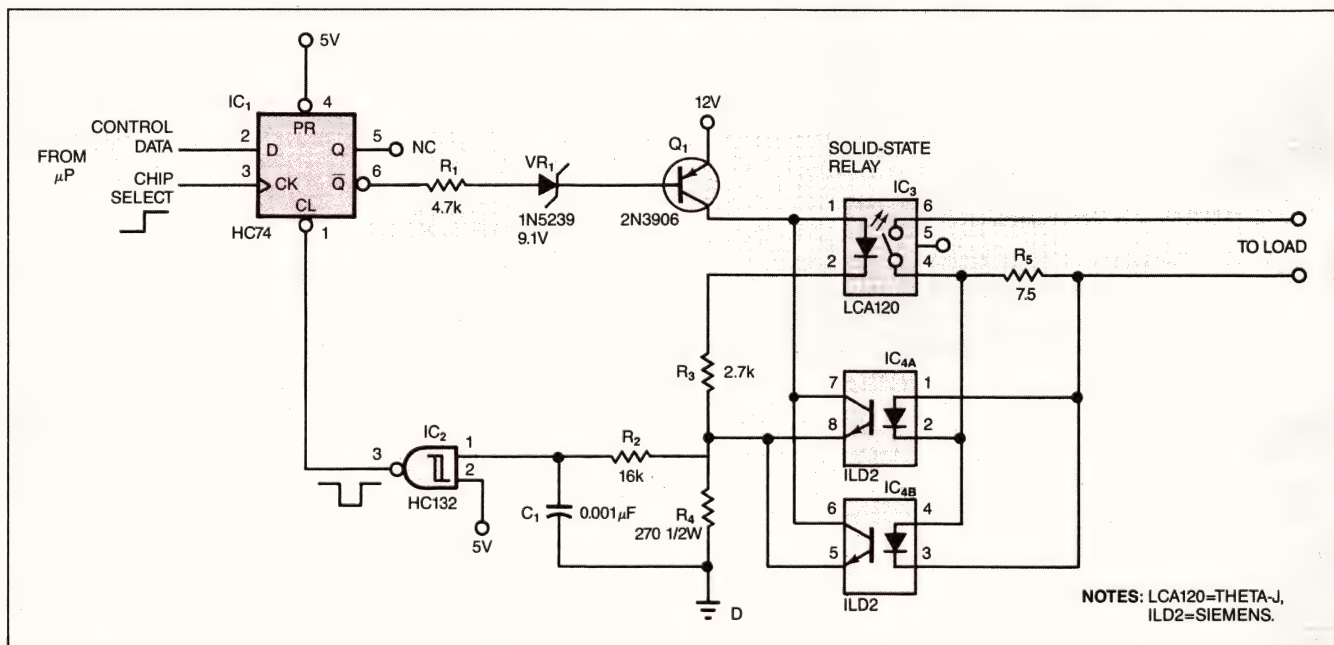 5V
IC1
4
PR
CONTROL
DATA
2
D
Q
5
NC
FROM
μP
CHIP
SELECT
3
CK
Q̅
6
CL
HC74
1
R1
4.7k
VR1
1N5239
9.1V
12V
Q1
2N3906
SOLID-STATE
RELAY
IC3
1
6
5
2
4
LCA120
TO LOAD
R5
7.5
R3
2.7k
IC4A
7
1
8
2
ILD2
IC4B
6
4
5
3
ILD2
IC2
3
1
2
HC132
5V
R2
16k
C1
0.001μF
R4
270 1/2W
D
NOTES: LCA120=THETA-J,
ILD2=SIEMENS.